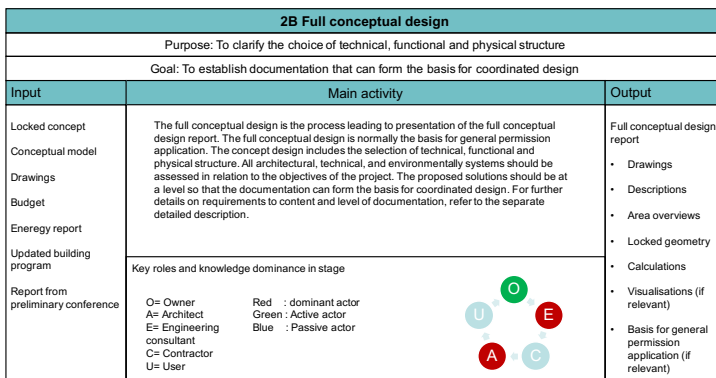 2B Full conceptual design
Purpose: To clarify the choice of technical, functional and physical structure
Goal: To establish documentation that can form the basis for coordinated design
Input
Main activity
Output
Locked concept
Conceptual model
Drawings
Budget
Eneregy report
Updated building
program
Report from
preliminary conference
The full conceptual design is the process leading to presentation of the full conceptual
design report. The full conceptual design is normally the basis for general permission
application. The concept design includes the selection of technical, functional and
physical structure. All architectural, technical, and environmentally systems should be
assessed in relation to the objectives of the project. The proposed solutions should be at
a level so that the documentation can form the basis for coordinated design. For further
details on requirements to content and level of documentation, refer to the separate
detailed description.
Key roles and knowledge dominance in stage
O= Owner
A= Architect
E= Engineering
consultant
C= Contractor
U= User
Red : dominant actor
Green : Active actor
Blue : Passive actor
O
U
E
A
C
Full conceptual design
report
• Drawings
• Descriptions
• Area overviews
• Locked geometry
• Calculations
• Visualisations (if
relevant)
• Basis for general
permission
application (if
relevant)